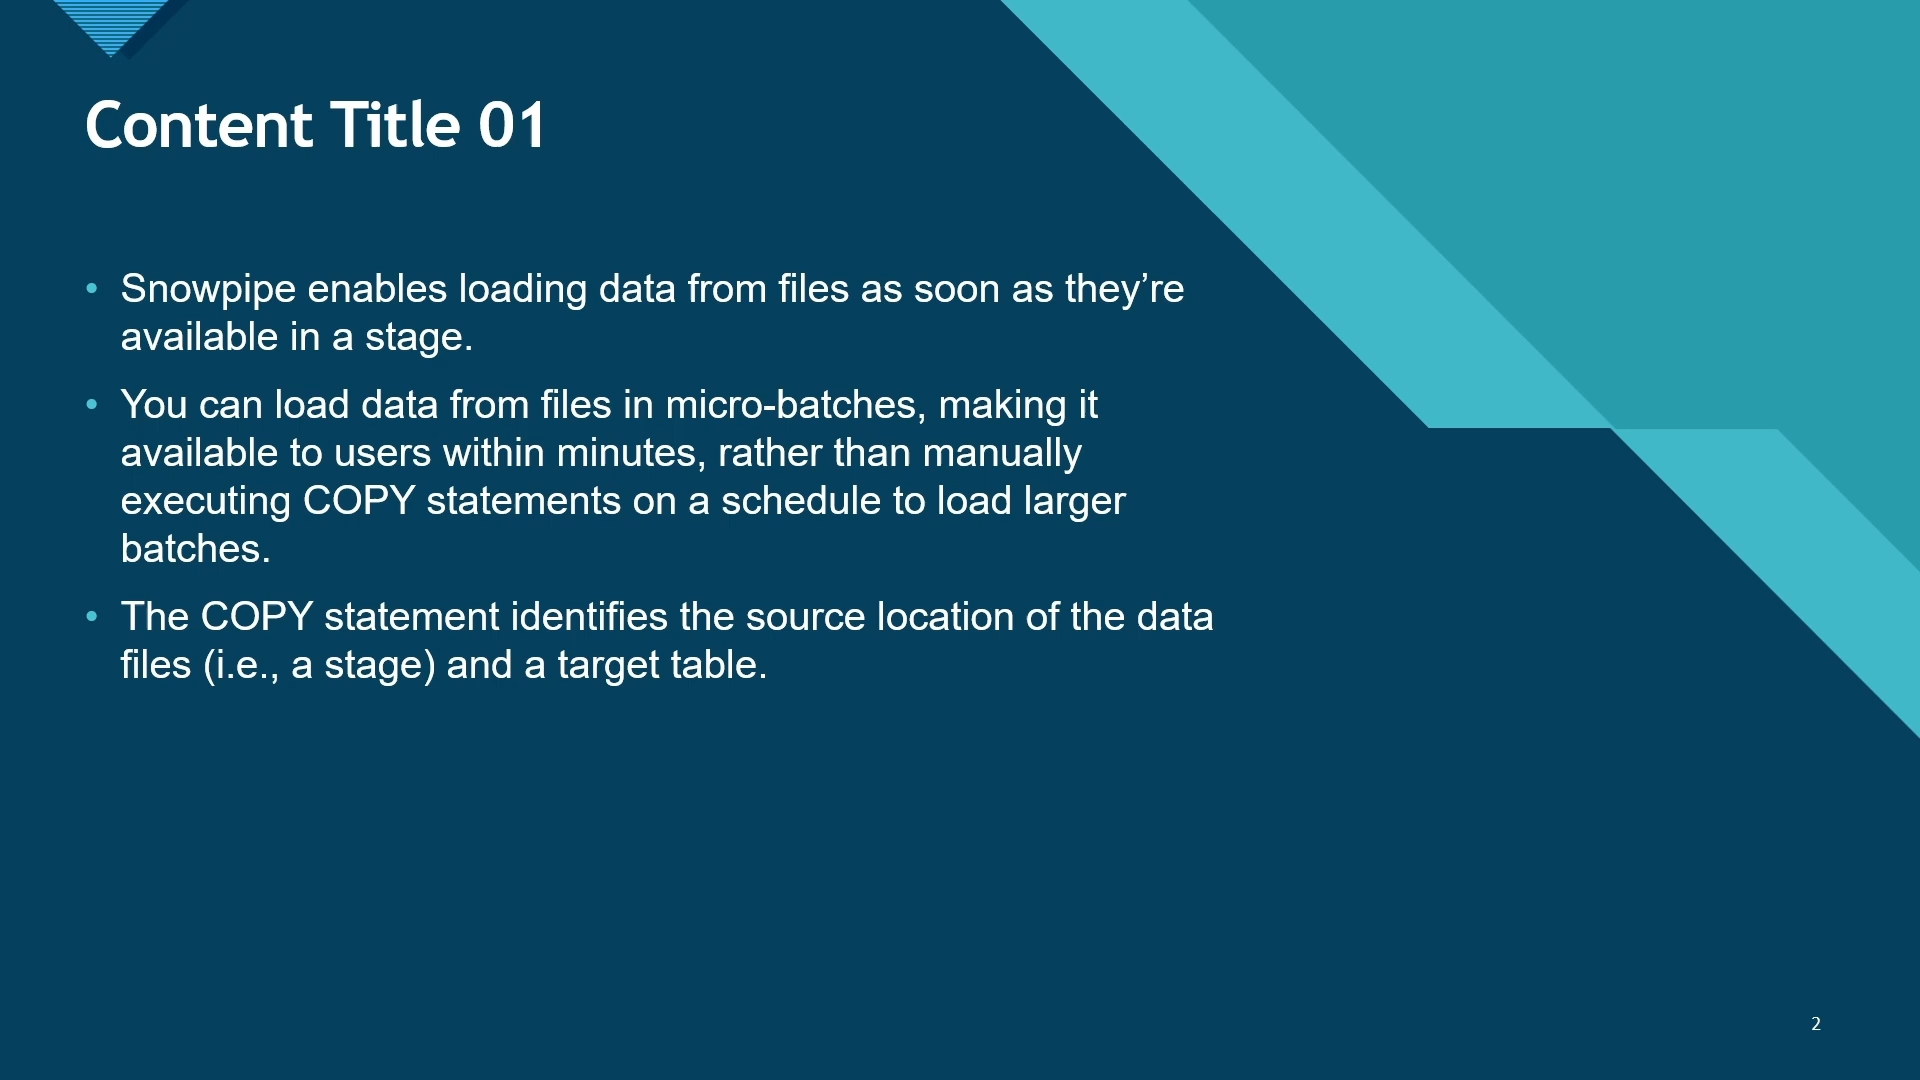 Content Title 01
• Snowpipe enables loading data from files as soon as they’re
available in a stage.
• You can load data from files in micro-batches, making it
available to users within minutes, rather than manually
executing COPY statements on a schedule to load larger
batches.
• The COPY statement identifies the source location of the data
files (i.e., a stage) and a target table.
2